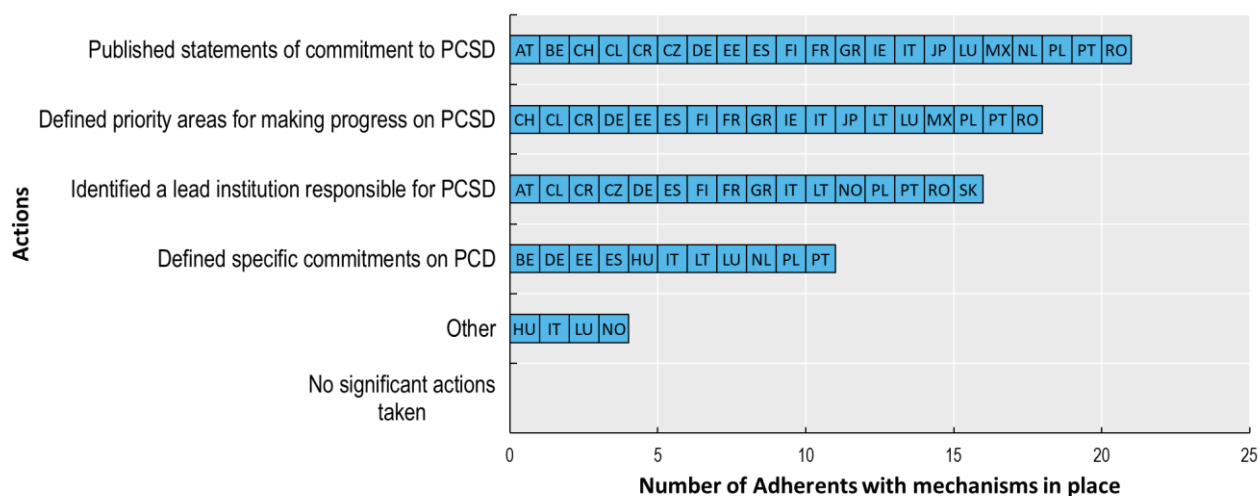 Published statements of commitment to PCSD
AT BE CH CL CR CZ DE EE ES FI FR GR IE IT JP LU MX NL PL PT RO
Defined priority areas for making progress on PCSD
CH CL CR DE EE ES FI FR GR IE IT JP LT LU MX PL PT RO
Identified a lead institution responsible for PCSD
AT CL CR CZ DE ES FI FR GR IT LT NO PL PT RO SK
Defined specific commitments on PCD
BE DE EE ES HU IT LT LU NL PL PT
Other
HU IT LU NO
No significant actions
taken
Actions
0 5 10 15 20 25
Number of Adherents with mechanisms in place